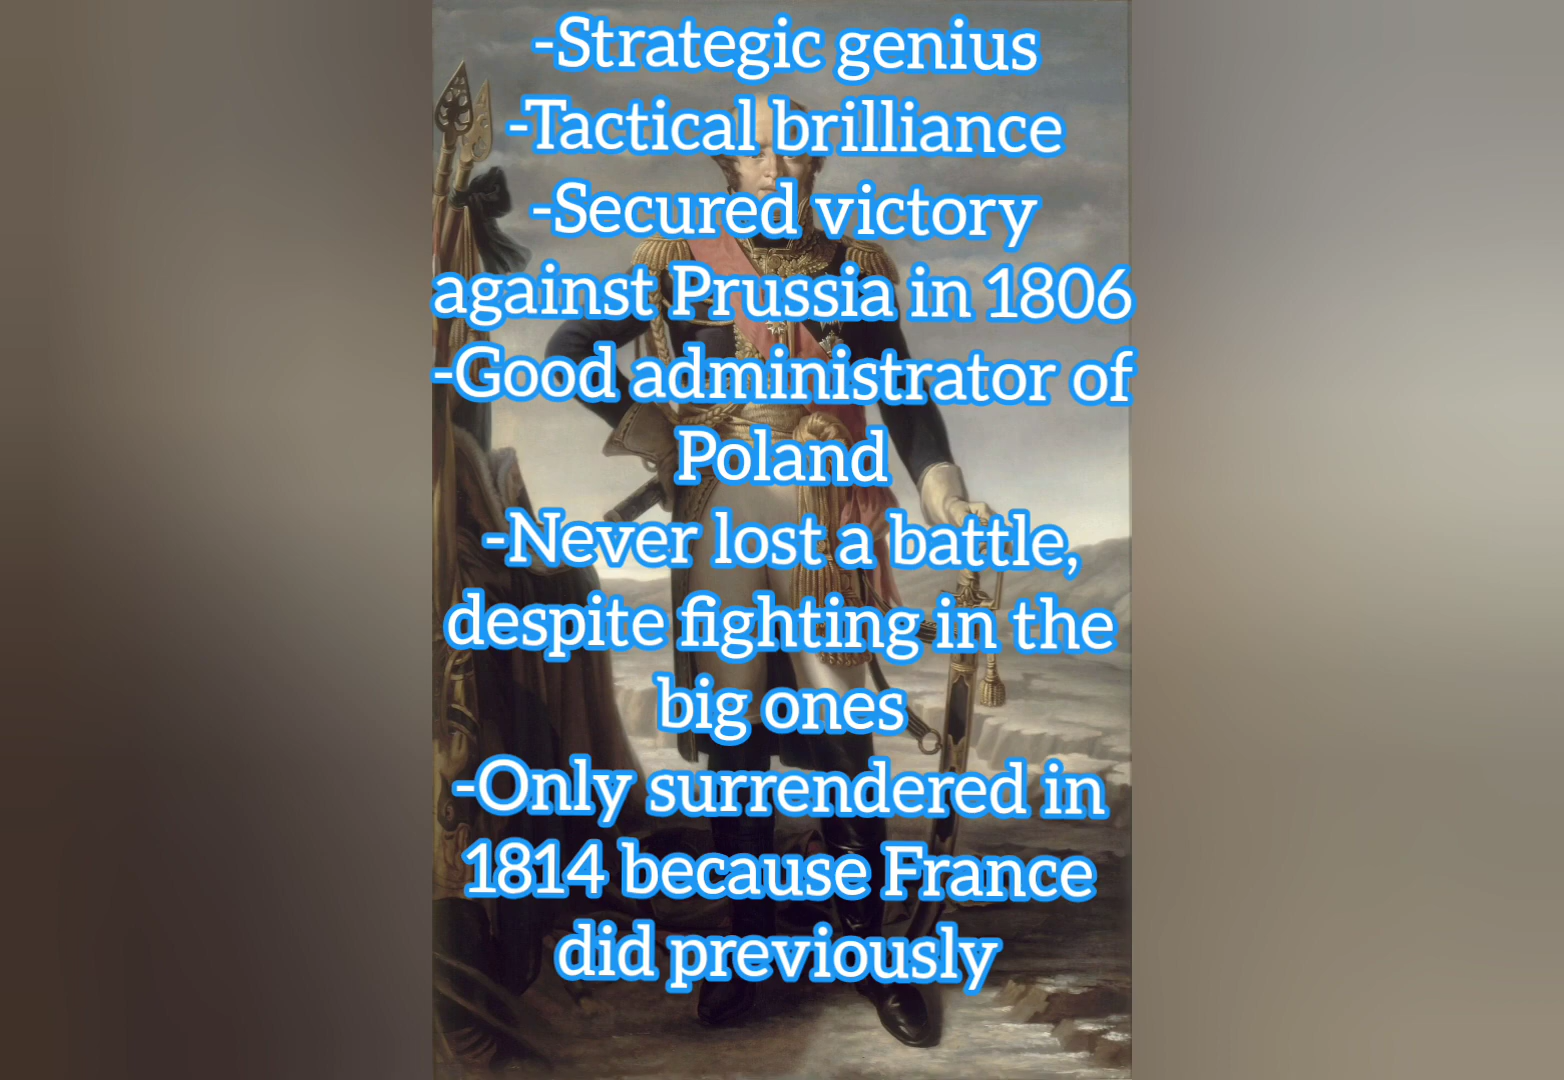 -Strategic genius
-Tactical brilliance
-Secured victory
against Prussia in 1806
-Good administrator of
Poland
-Never lost a battle,
despite fighting in the
big ones
-Only surrendered in
1814 because France
did previously